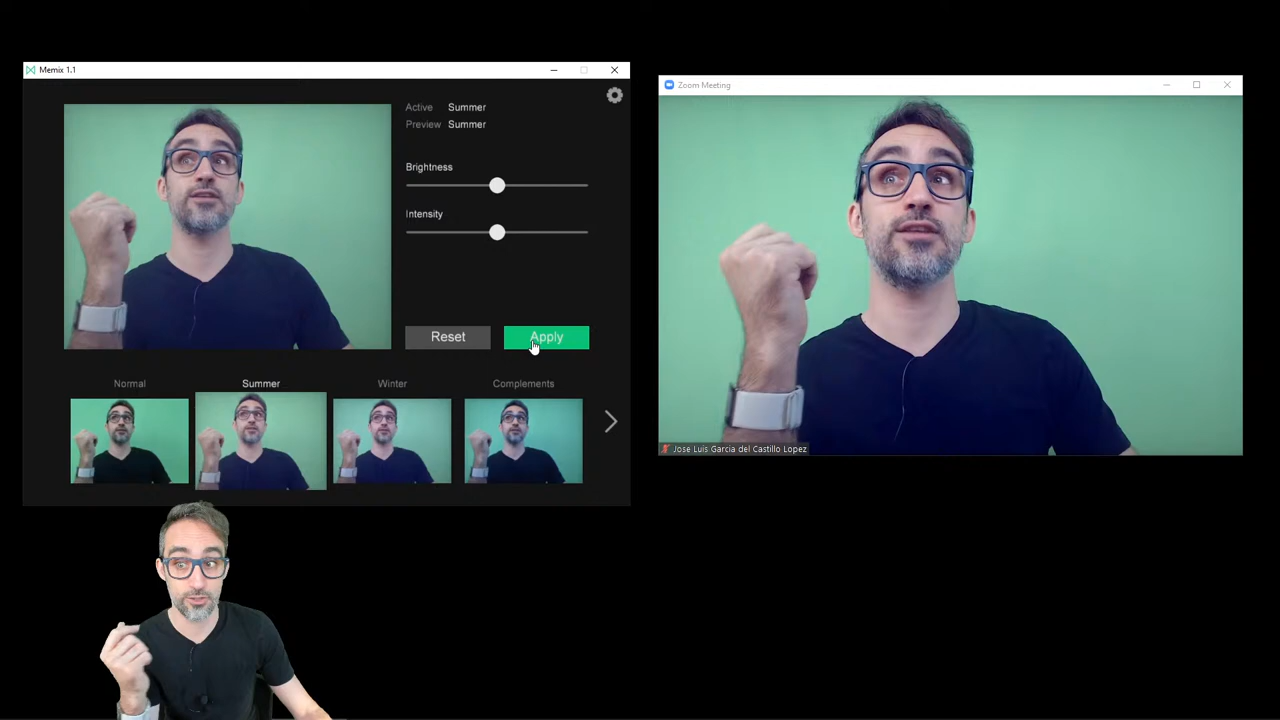 Memix 1.1
Active Summer
Preview Summer
Brightness
Intensity
Reset Apply
Normal Summer Winter Complements
Zoom Meeting
Jose Luis Garcia del Castillo Lopez